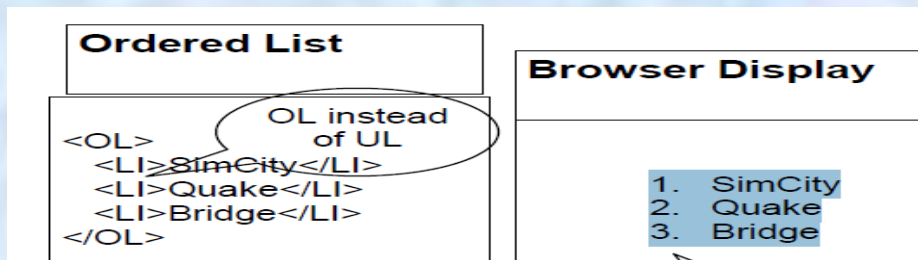 Ordered List
OL instead
of UL
<OL>
<LI>SimCity</LI>
<LI>Quake</LI>
<LI>Bridge</LI>
</OL>
Browser Display
1. SimCity
2. Quake
3. Bridge